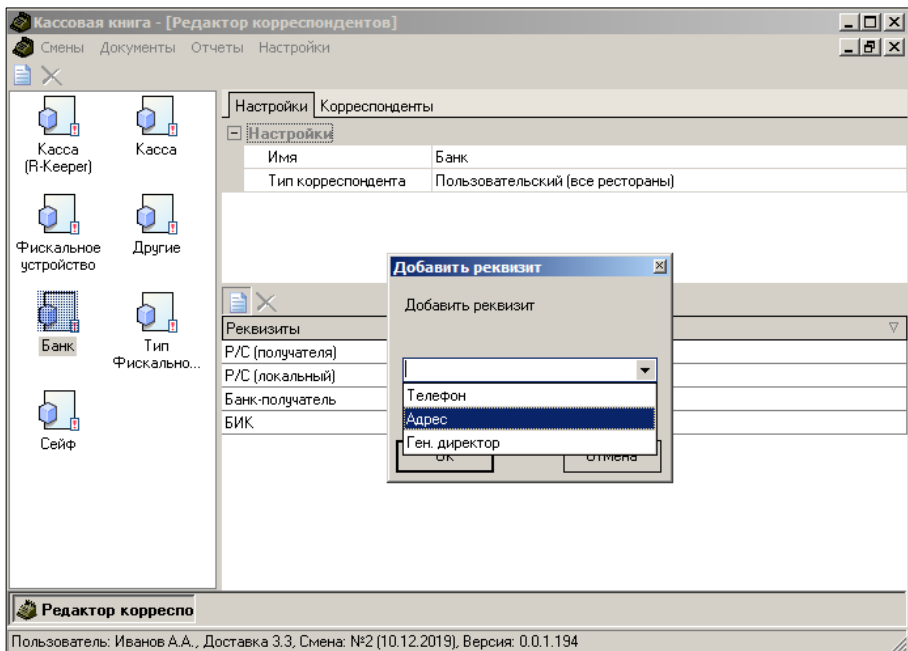 Кассовая книга - [Редактор корреспондентов]
Смены Документы Отчеты Настройки
Касса (R-Keeper)
Касса
Фискальное устройство
Другие
Банк
Тип Фискально...
Сейф
Настройки Корреспонденты
Настройки
Имя Банк
Тип корреспондента Пользовательский (все рестораны)
Реквизиты
Р/С (получателя)
Р/С (локальный)
Банк-получатель
БИК
Добавить реквизит
Добавить реквизит
Телефон
Адрес
Ген. директор
ОК Отмена
Редактор корреспо
Пользователь: Иванов А.А., Доставка 3.3, Смена: №2 (10.12.2019), Версия: 0.0.1.194